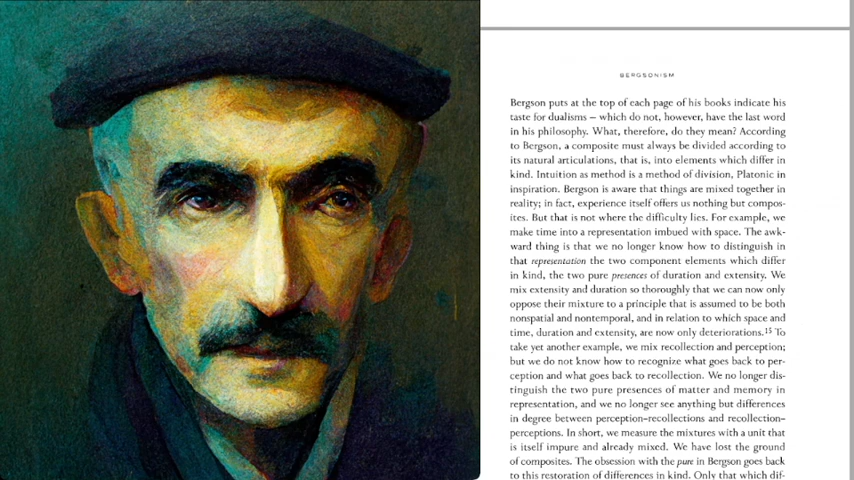 BERGSONISM
Bergson puts at the top of each page of his books indicate his
taste for dualisms – which do not, however, have the last word
in his philosophy. What, therefore, do they mean? According
to Bergson, a composite must always be divided according to
its natural articulations, that is, into elements which differ in
kind. Intuition as method is a method of division, Platonic in
inspiration. Bergson is aware that things are mixed together in
reality; in fact, experience itself offers us nothing but compos-
ites. But that is not where the difficulty lies. For example, we
make time into a representation imbued with space. The awk-
ward thing is that we no longer know how to distinguish in
that representation the two component elements which differ
in kind, the two pure presences of duration and extensity. We
mix extensity and duration so thoroughly that we can now only
oppose their mixture to a principle that is assumed to be both
nonspatial and nontemporal, and in relation to which space and
time, duration and extensity, are now only deteriorations.15 To
take yet another example, we mix recollection and perception;
but we do not know how to recognize what goes back to per-
ception and what goes back to recollection. We no longer dis-
tinguish the two pure presences of matter and memory in
representation, and we no longer see anything but differences
in degree between perception-recollections and recollection-
perceptions. In short, we measure the mixtures with a unit that
is itself impure and already mixed. We have lost the ground
of composites. The obsession with the pure in Bergson goes back
to this restoration of differences in kind. Only that which dif-